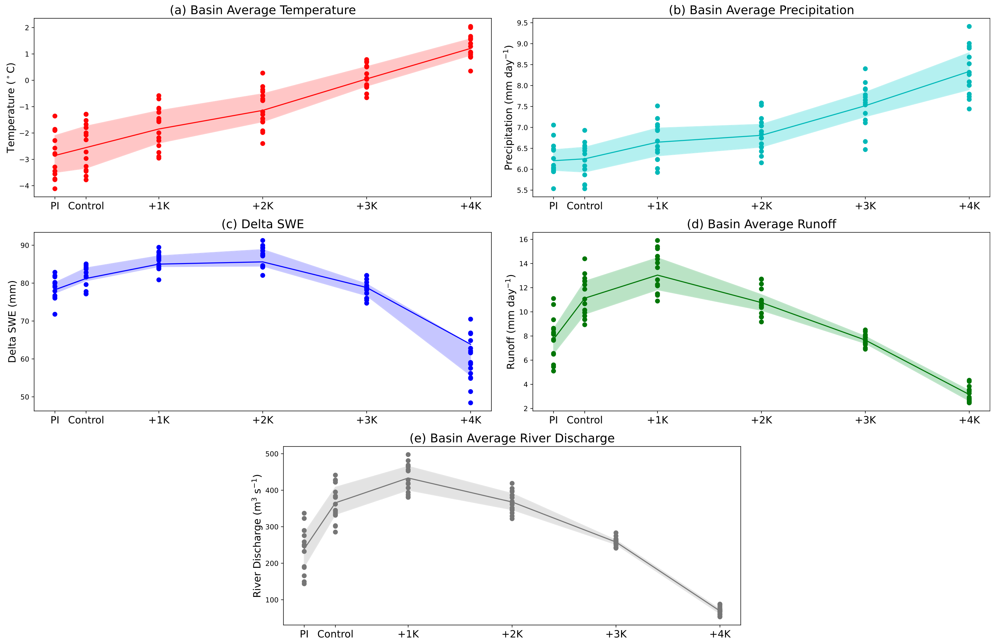 (a) Basin Average Temperature
Temperature (°C)
2
1
0
−1
−2
−3
−4
PI Control +1K +2K +3K +4K
(b) Basin Average Precipitation
Precipitation (mm day⁻¹)
9.5
9.0
8.5
8.0
7.5
7.0
6.5
6.0
5.5
PI Control +1K +2K +3K +4K
(c) Delta SWE
Delta SWE (mm)
90
80
70
60
50
PI Control +1K +2K +3K +4K
(d) Basin Average Runoff
Runoff (mm day⁻¹)
16
14
12
10
8
6
4
2
PI Control +1K +2K +3K +4K
(e) Basin Average River Discharge
River Discharge (m³ s⁻¹)
500
400
300
200
100
PI Control +1K +2K +3K +4K